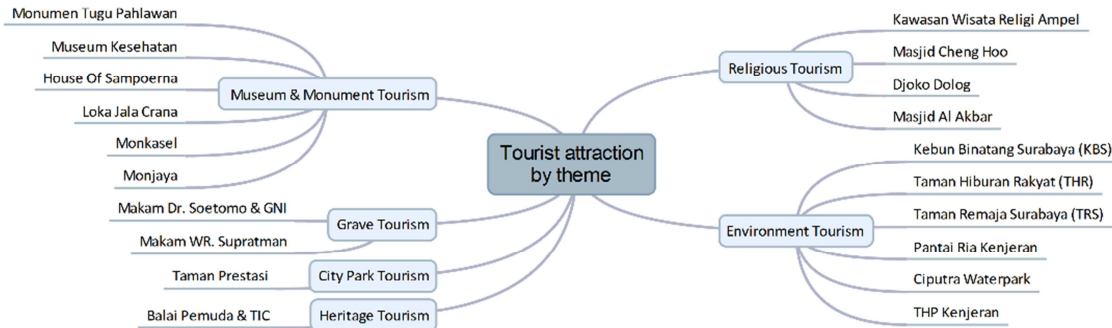 Monumen Tugu Pahlawan
Museum Kesehatan
House Of Sampoerna
Loka Jala Crana
Monkasel
Monjaya
Museum & Monument Tourism
Makam Dr. Soetomo & GNI
Makam WR. Supratman
Grave Tourism
Taman Prestasi
City Park Tourism
Balai Pemuda & TIC
Heritage Tourism
Tourist attraction
by theme
Religious Tourism
Kawasan Wisata Religi Ampel
Masjid Cheng Hoo
Djoko Dolog
Masjid Al Akbar
Environment Tourism
Kebun Binatang Surabaya (KBS)
Taman Hiburan Rakyat (THR)
Taman Remaja Surabaya (TRS)
Pantai Ria Kenjeran
Ciputra Waterpark
THP Kenjeran